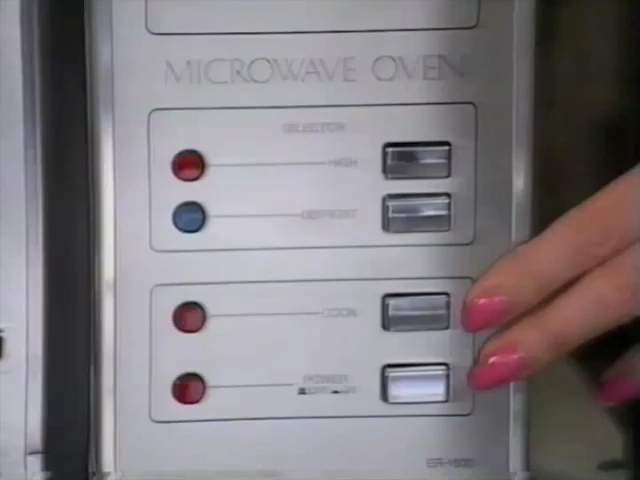 MICROWAVE OVEN
SELECTOR
HIGH
DEFROST
COOK
POWER